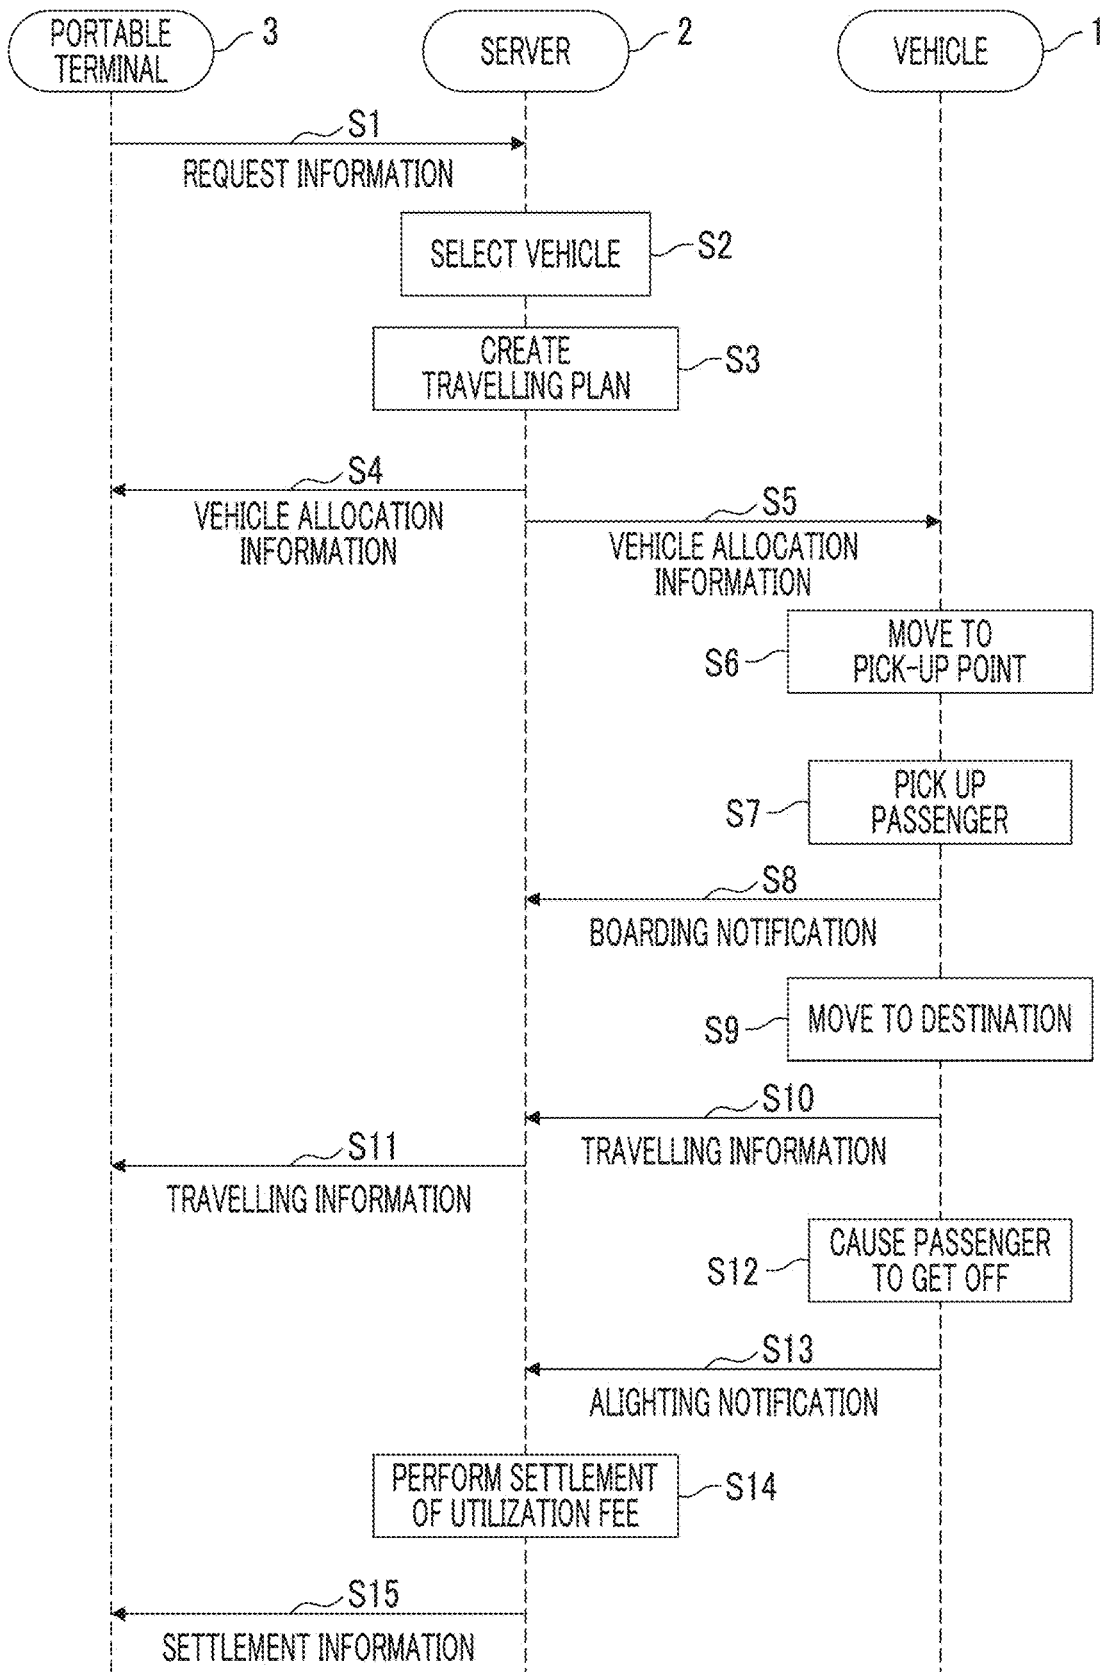 PORTABLE
TERMINAL
3
SERVER
2
VEHICLE
1
S1
REQUEST INFORMATION
SELECT VEHICLE
S2
CREATE
TRAVELLING PLAN
S3
S4
VEHICLE ALLOCATION
INFORMATION
S5
VEHICLE ALLOCATION
INFORMATION
S6
MOVE TO
PICK-UP POINT
S7
PICK UP
PASSENGER
S8
BOARDING NOTIFICATION
S9
MOVE TO DESTINATION
S10
TRAVELLING INFORMATION
S11
TRAVELLING INFORMATION
S12
CAUSE PASSENGER
TO GET OFF
S13
ALIGHTING NOTIFICATION
PERFORM SETTLEMENT
OF UTILIZATION FEE
S14
S15
SETTLEMENT INFORMATION